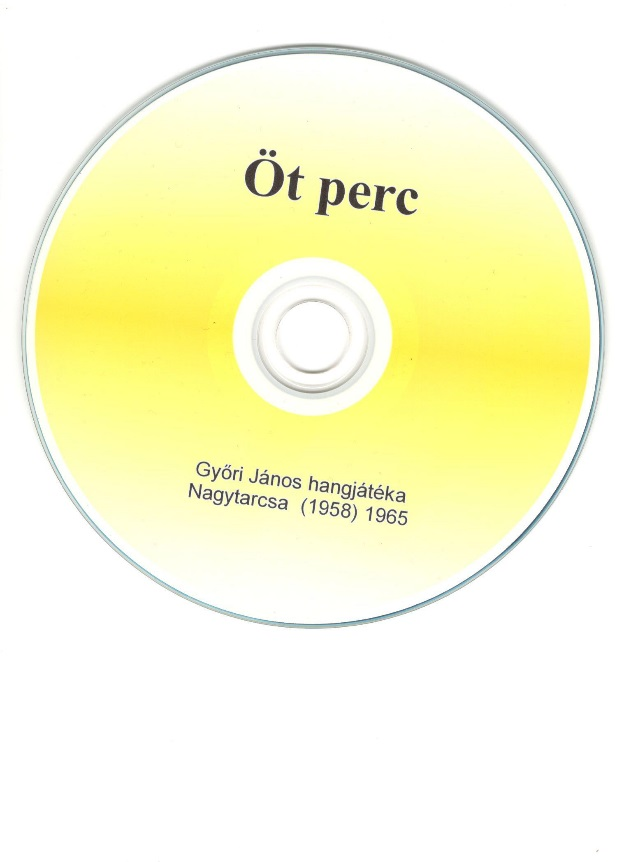 Öt perc
Győri János hangjátéka
Nagytarcsa (1958) 1965